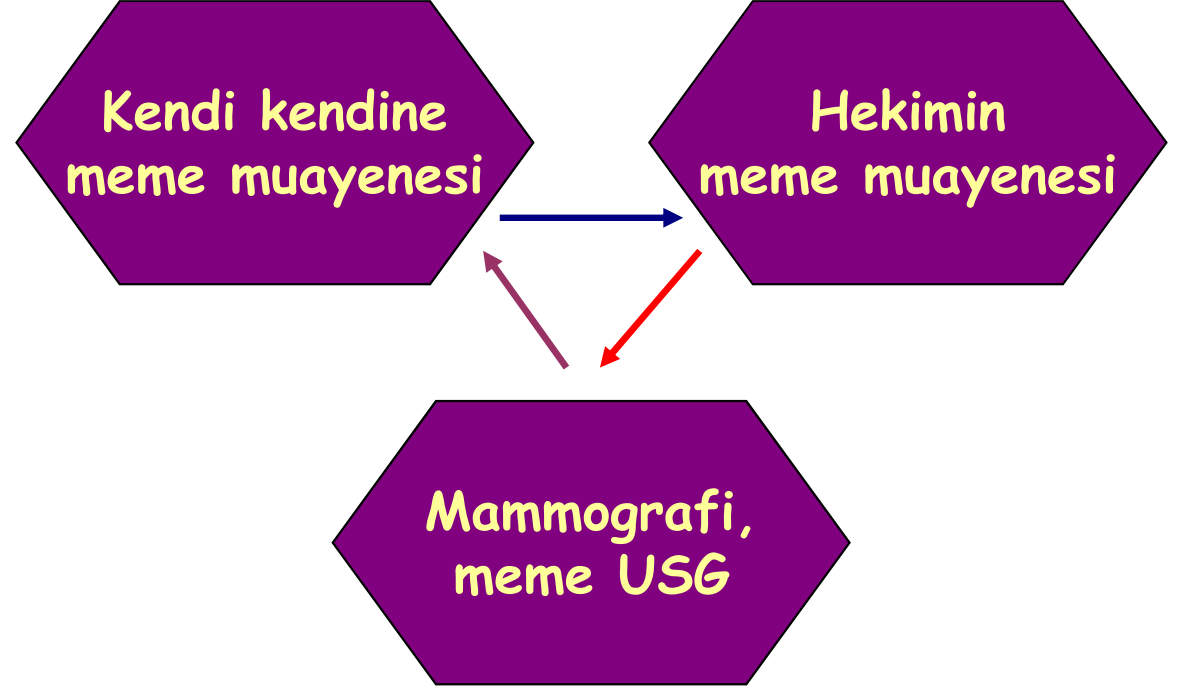 Kendi kendine
meme muayenesi
Hekimin
meme muayenesi
Mammografi,
meme USG